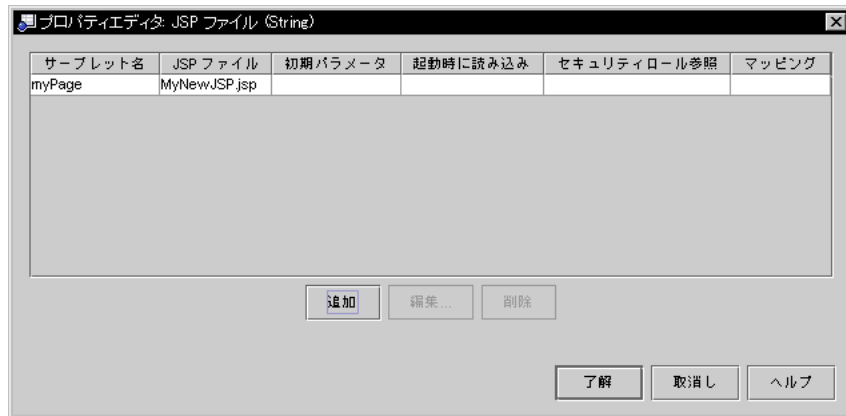 プロパティエディタ: JSP ファイル (String)
サーブレット名 JSP ファイル 初期パラメータ 起動時に読み込み セキュリティロール参照 マッピング
myPage MyNewJSP.jsp
追加 編集... 削除
了解 取消し ヘルプ